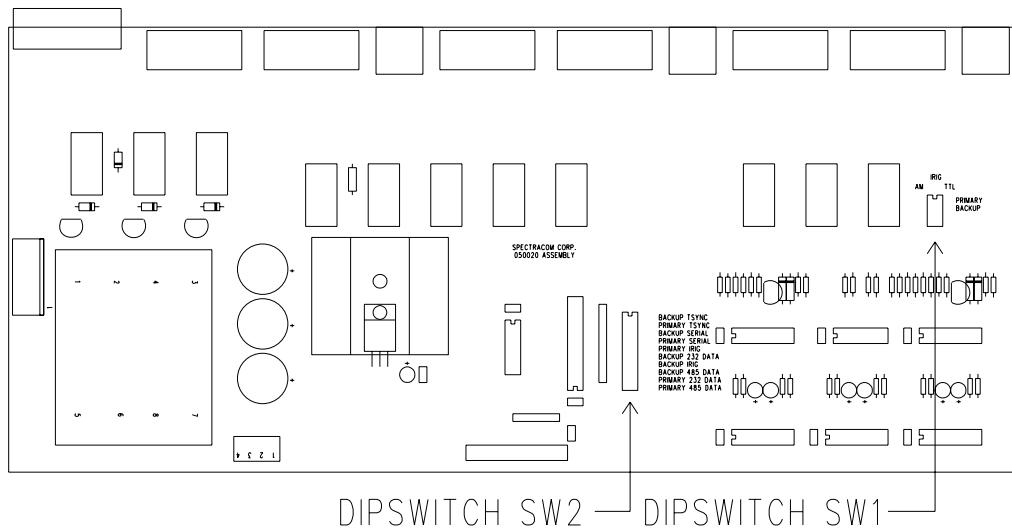 IRIG
AM TTL
PRIMARY
BACKUP
SPECTRACOM CORP.
050020 ASSEMBLY
1 2 4 3
1
BACKUP TSYNC
PRIMARY TSYNC
BACKUP SERIAL
PRIMARY SERIAL
PRIMARY IRIG
BACKUP 232 DATA
BACKUP IRIG
BACKUP 485 DATA
PRIMARY 232 DATA
PRIMARY 485 DATA
5 6 8 7
4 3 2 1
DIPSWITCH SW2
DIPSWITCH SW1